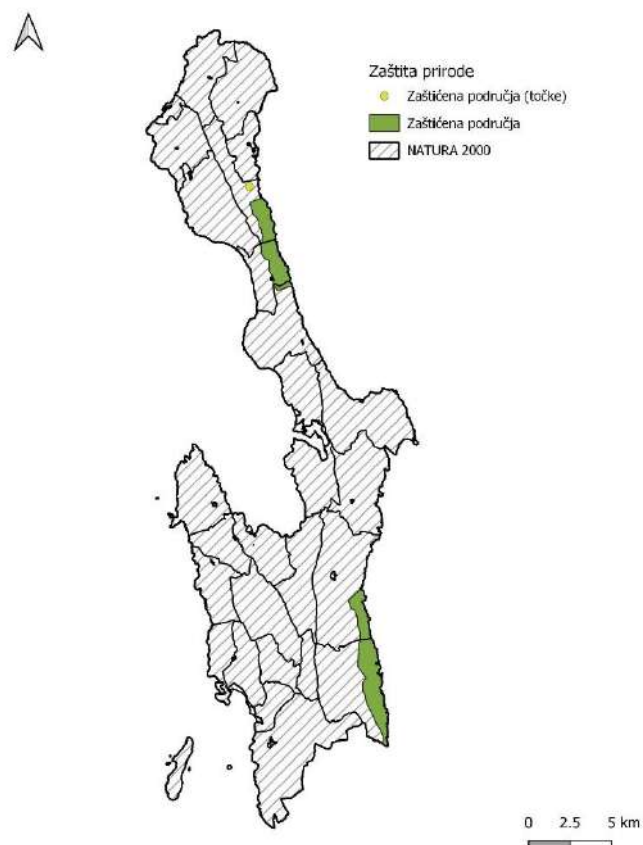 Zaštita prirode
Zaštićena područja (točke)
Zaštićena područja
NATURA 2000
0 2.5 5 km